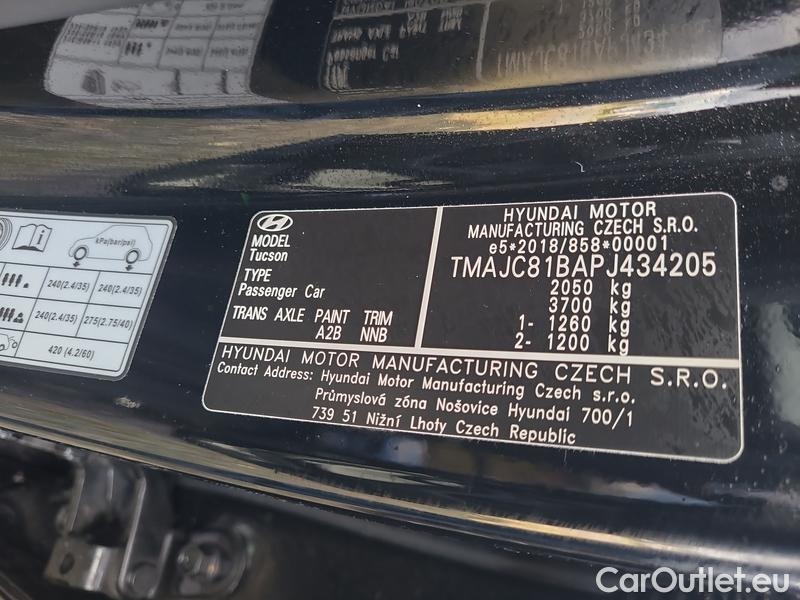 HYUNDAI MOTOR
MANUFACTURING CZECH S.R.O.
e5*2018/858*00001
TMAJC81BAPJ434205
2050 kg
3700 kg
1- 1260 kg
2- 1200 kg
MODEL
Tucson
TYPE
Passenger Car
TRANS AXLE PAINT TRIM
A2B NNB
HYUNDAI MOTOR MANUFACTURING CZECH S.R.O.
Contact Address: Hyundai Motor Manufacturing Czech s.r.o.
Průmyslová zóna Nošovice Hyundai 700/1
739 51 Nižní Lhoty Czech Republic
kPa(bar/psi)
240(2.4/35) 240(2.4/35)
240(2.4/35) 275(2.75/40)
420 (4.2/60)
CarOutlet.eu